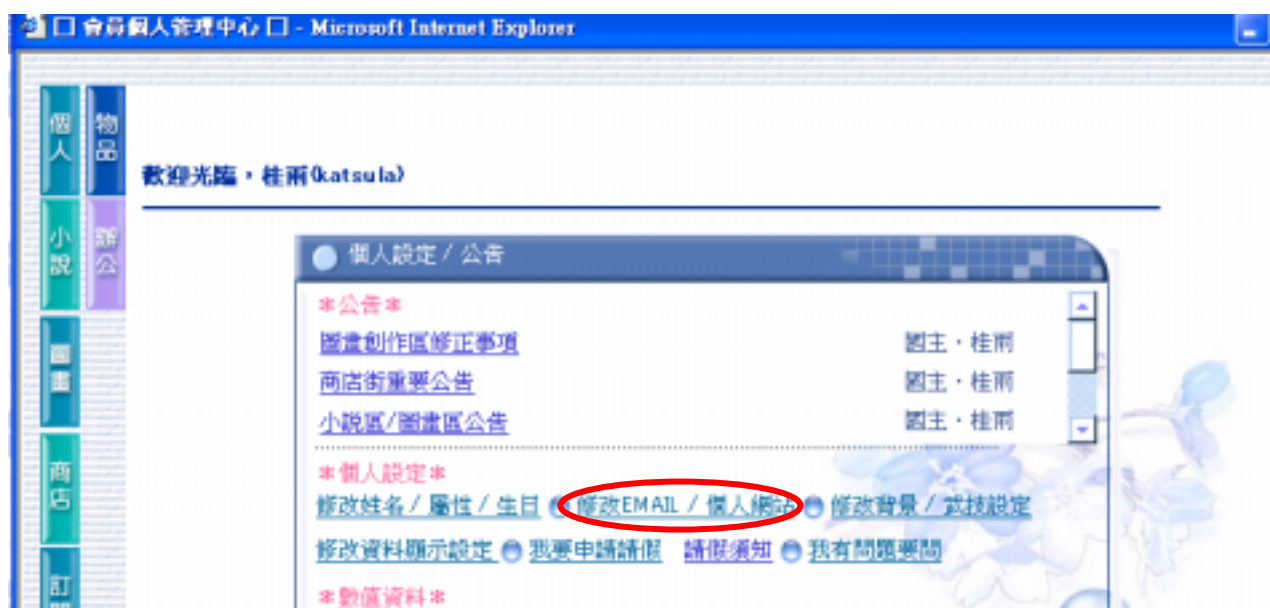 會員個人管理中心 - Microsoft Internet Explorer
個人
物品
歡迎光臨，桂雨(katsula)
小說
辦公
個人設定 / 公告
*公告*
圖畫創作區修正事項 國主・桂雨
圖畫
商店街重要公告 國主・桂雨
小說區/圖畫區公告 國主・桂雨
商店
*個人設定*
修改姓名 / 屬性 / 生日 修改EMAIL / 個人網站 修改背景 / 武技設定
修改資料顯示設定 我要申請請假 請假須知 我有問題要問
訂
*數值資料*